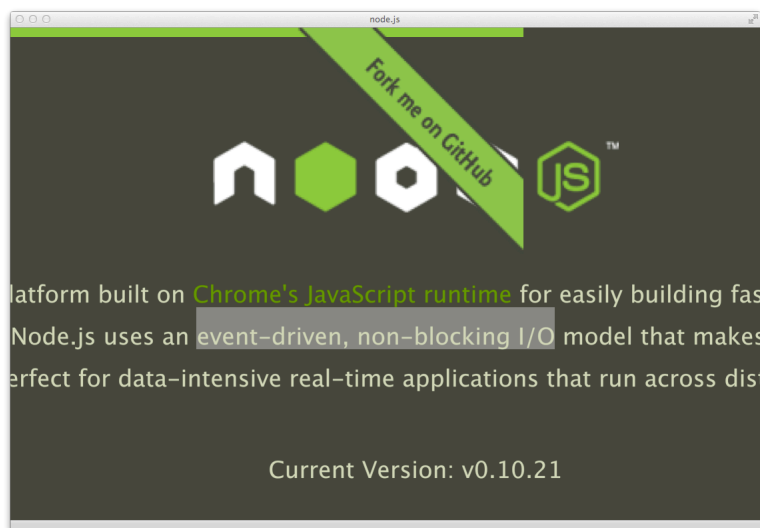 node.js
Fork me on GitHub
JS™
latform built on Chrome's JavaScript runtime for easily building fas
Node.js uses an event-driven, non-blocking I/O model that makes
erfect for data-intensive real-time applications that run across dist
Current Version: v0.10.21